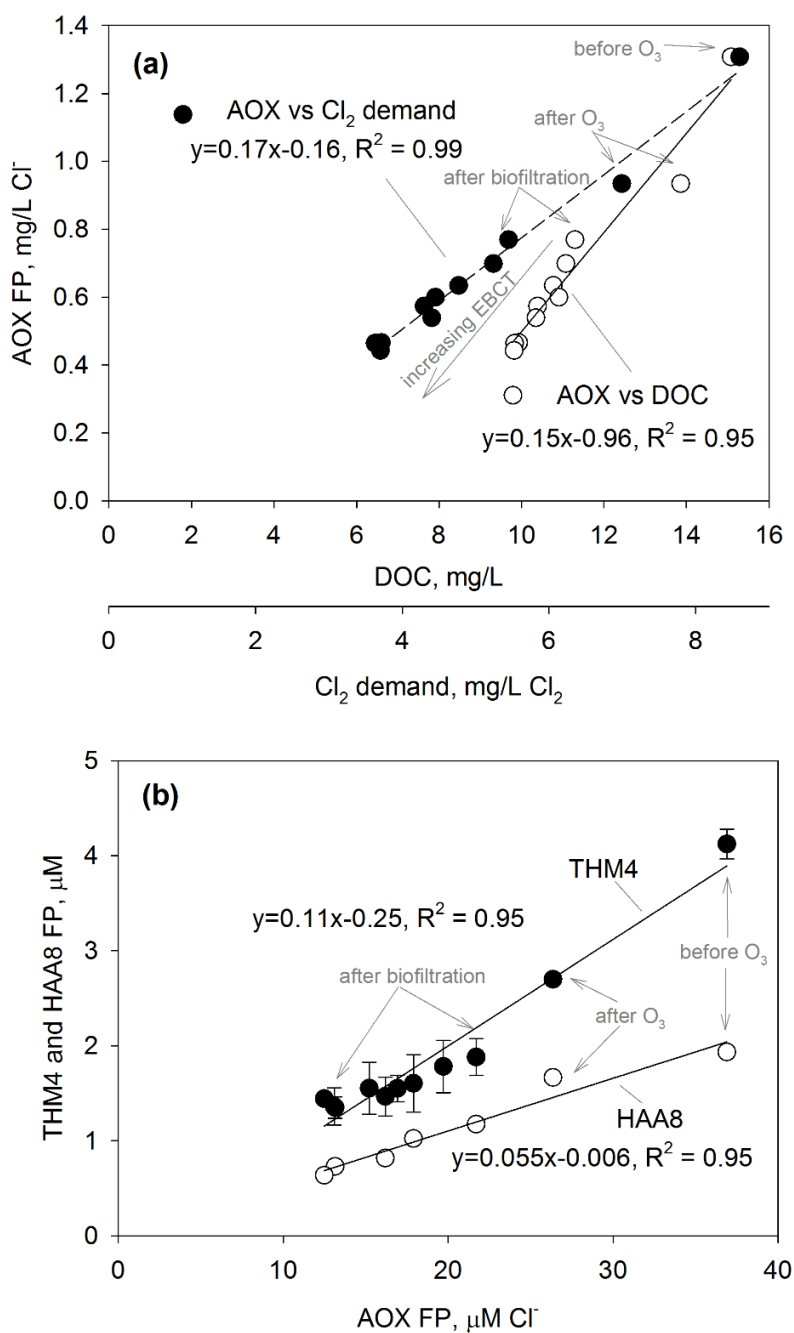 (a)
before O₃
AOX vs Cl₂ demand
y=0.17x-0.16, R² = 0.99
after O₃
after biofiltration
increasing EBCT
AOX vs DOC
y=0.15x-0.96, R² = 0.95
AOX FP, mg/L Cl⁻
1.4
1.2
1.0
0.8
0.6
0.4
0.2
0.0
0 2 4 6 8 10 12 14 16
DOC, mg/L
0 2 4 6 8
Cl₂ demand, mg/L Cl₂
(b)
THM4
y=0.11x-0.25, R² = 0.95
before O₃
after biofiltration
after O₃
HAA8
y=0.055x-0.006, R² = 0.95
THM4 and HAA8 FP, μM
5
4
3
2
1
0
0 10 20 30 40
AOX FP, μM Cl⁻